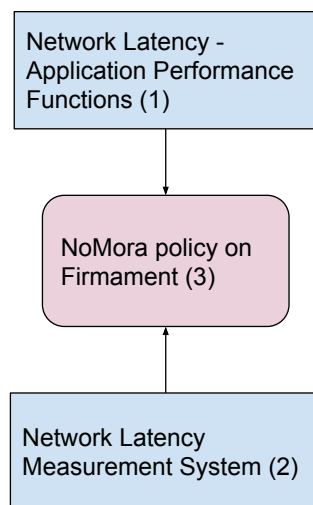 Network Latency -
Application Performance
Functions (1)
NoMora policy on
Firmament (3)
Network Latency
Measurement System (2)